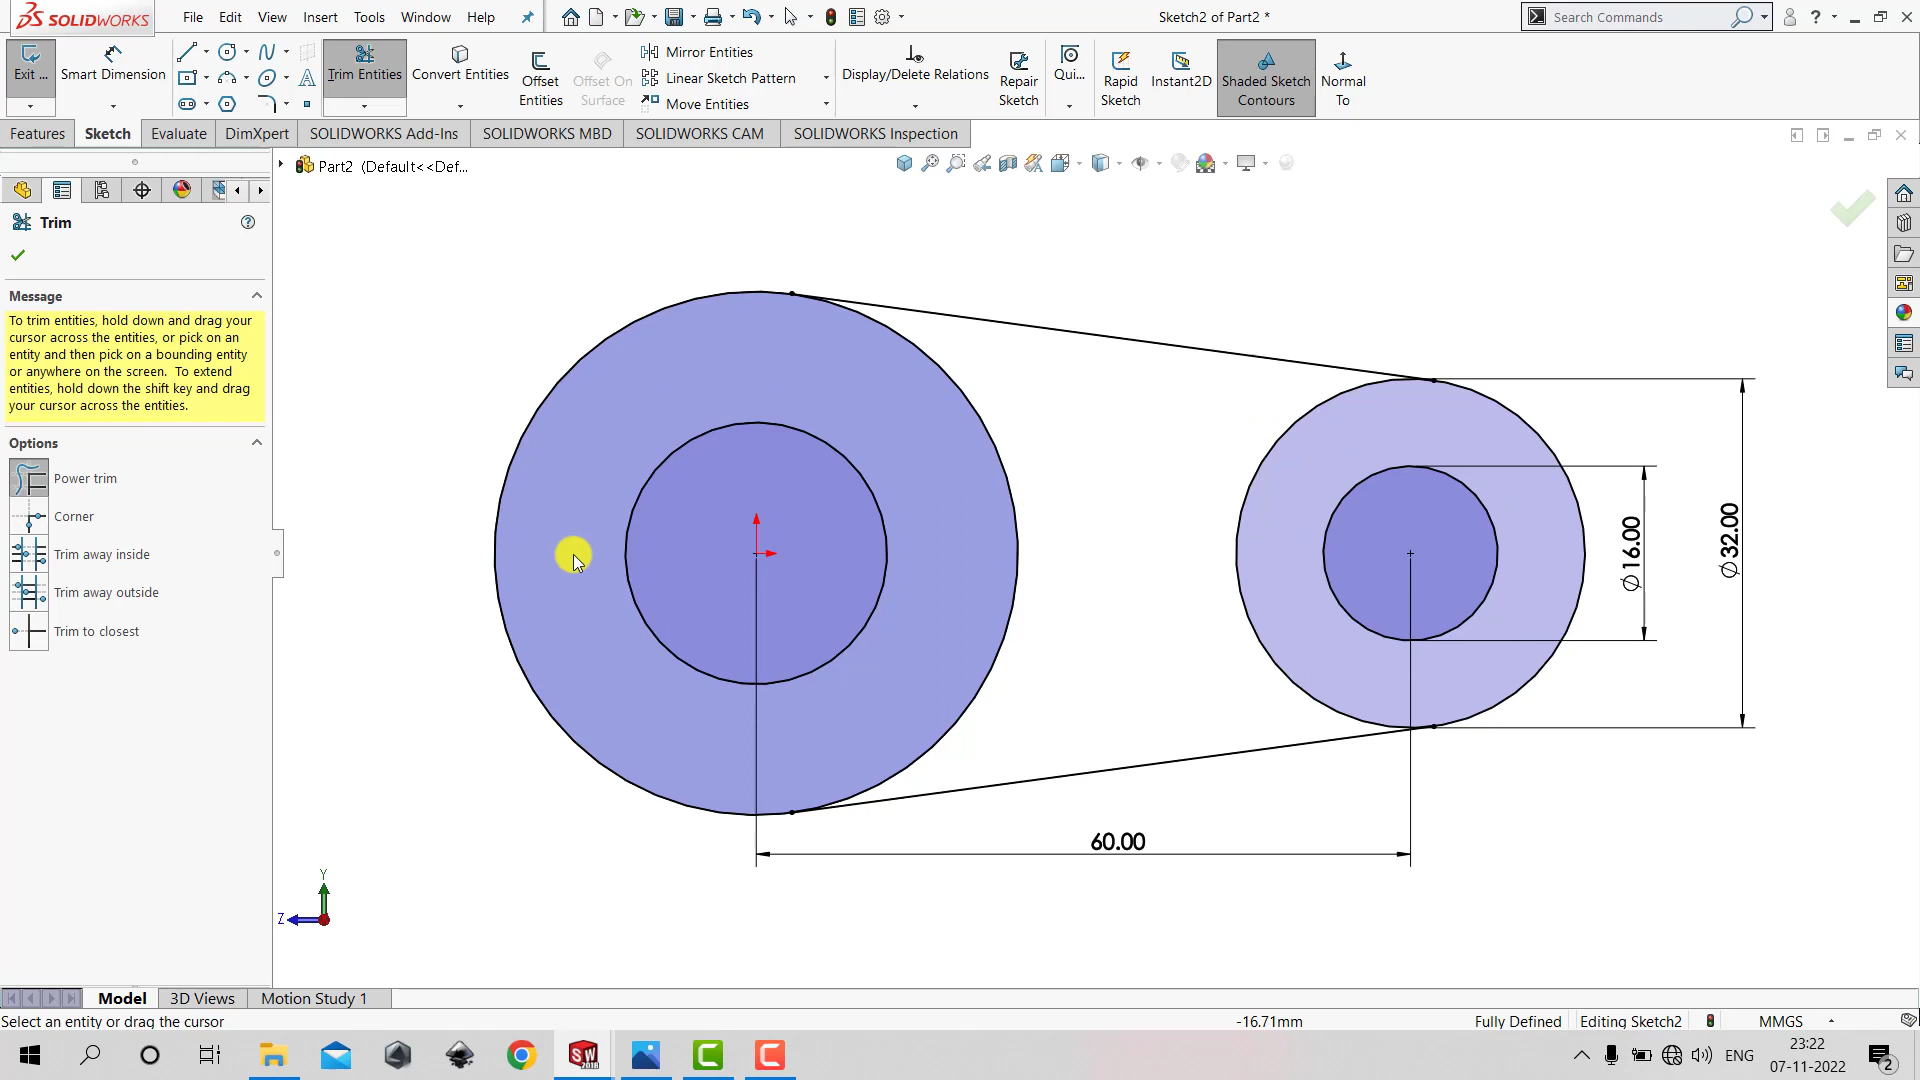 SOLIDWORKS
File Edit View Insert Tools Window Help
Sketch2 of Part2 *
Search Commands
Exit ...
Smart Dimension
Trim Entities
Convert Entities
Offset Entities
Offset On Surface
Mirror Entities
Linear Sketch Pattern
Move Entities
Display/Delete Relations
Repair Sketch
Qui...
Rapid Sketch
Instant2D
Shaded Sketch Contours
Normal To
Features Sketch Evaluate DimXpert SOLIDWORKS Add-Ins SOLIDWORKS MBD SOLIDWORKS CAM SOLIDWORKS Inspection
Part2 (Default<<Def...
Trim
Message
To trim entities, hold down and drag your
cursor across the entities, or pick on an
entity and then pick on a bounding entity
or anywhere on the screen. To extend
entities, hold down the shift key and drag
your cursor across the entities.
Options
Power trim
Corner
Trim away inside
Trim away outside
Trim to closest
∅16.00
∅32.00
60.00
Y
Z
Model 3D Views Motion Study 1
Select an entity or drag the cursor
-16.71mm
Fully Defined
Editing Sketch2
MMGS
ENG
23:22
07-11-2022
2